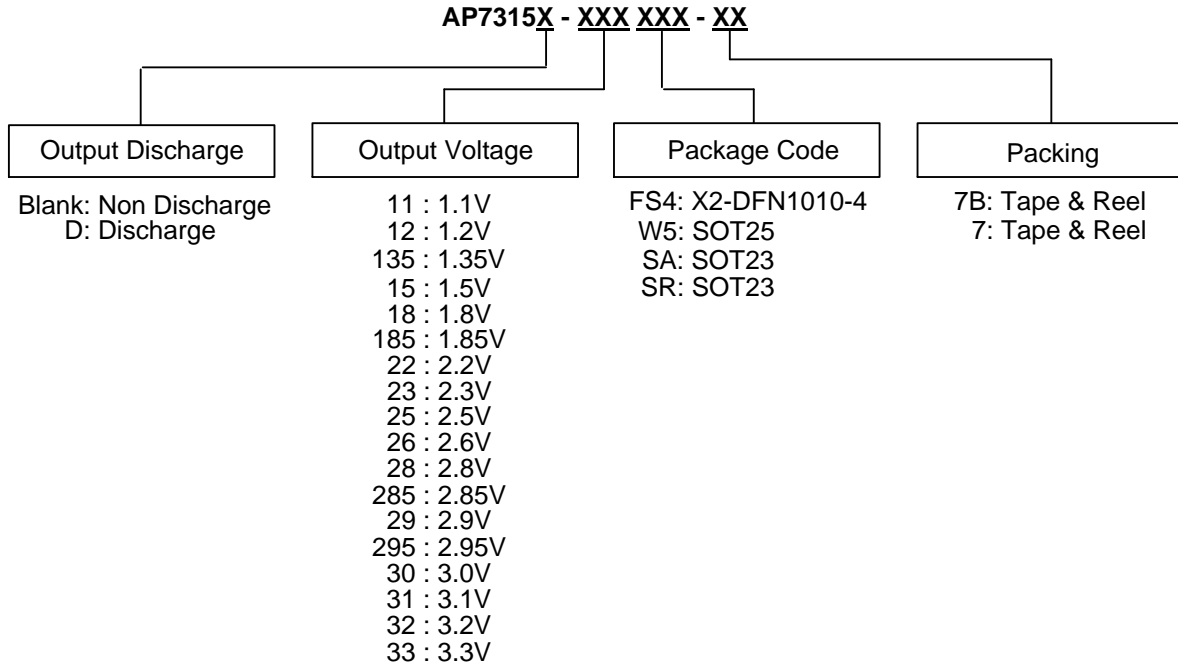 AP7315X - XXX XXX - XX
Output Discharge
Blank: Non Discharge
D: Discharge
Output Voltage
11 : 1.1V
12 : 1.2V
135 : 1.35V
15 : 1.5V
18 : 1.8V
185 : 1.85V
22 : 2.2V
23 : 2.3V
25 : 2.5V
26 : 2.6V
28 : 2.8V
285 : 2.85V
29 : 2.9V
295 : 2.95V
30 : 3.0V
31 : 3.1V
32 : 3.2V
33 : 3.3V
Package Code
FS4: X2-DFN1010-4
W5: SOT25
SA: SOT23
SR: SOT23
Packing
7B: Tape & Reel
7: Tape & Reel